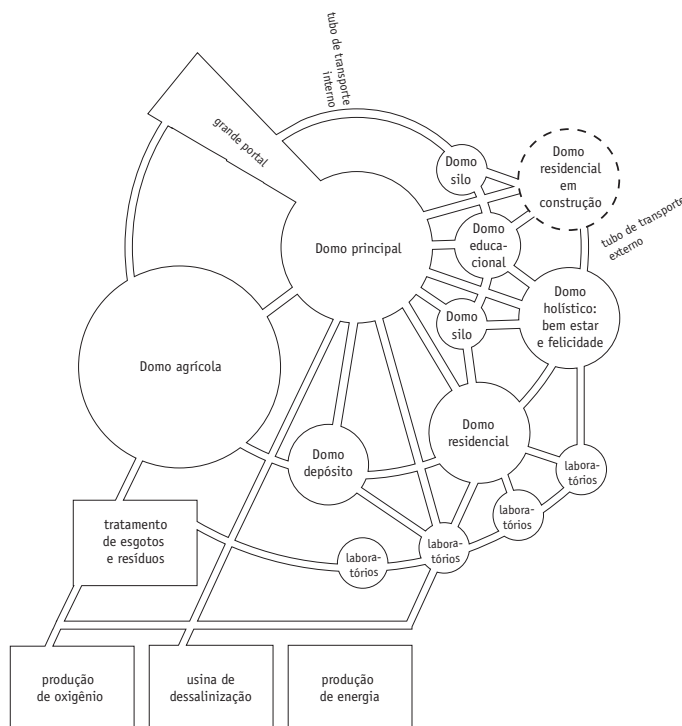 tubo de transporte
interno
grande portal
Domo
silo
Domo
residencial
em
construção
tubo de transporte
externo
Domo principal
Domo
educa-
cional
Domo
holístico:
bem estar
e felicidade
Domo
silo
Domo agrícola
Domo
residencial
Domo
depósito
labora-
tórios
labora-
tórios
labora-
tórios
labora-
tórios
tratamento
de esgotos
e resíduos
produção
de oxigênio
usina de
dessalinização
produção
de energia